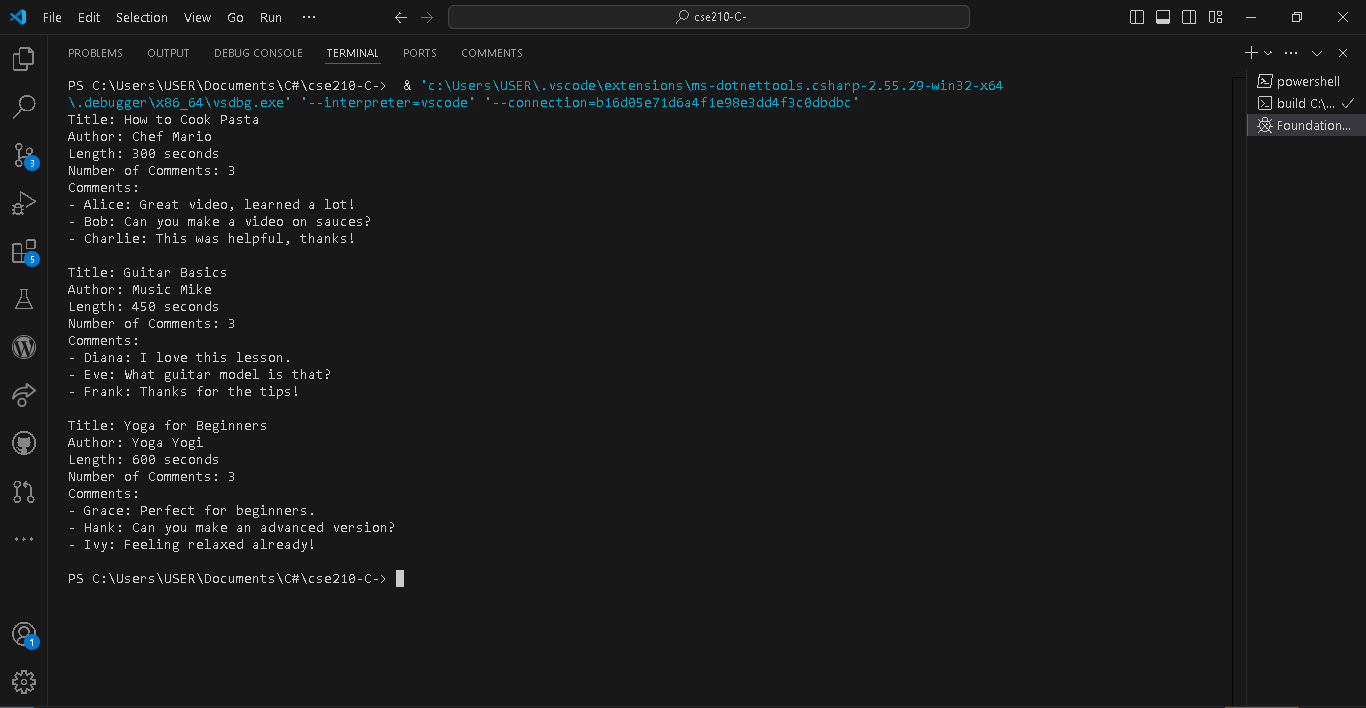 File Edit Selection View Go Run ··· cse210-C-
PROBLEMS OUTPUT DEBUG CONSOLE TERMINAL PORTS COMMENTS
PS C:\Users\USER\Documents\C#\cse210-C-> & 'c:\Users\USER\.vscode\extensions\ms-dotnettools.csharp-2.55.29-win32-x64
\.debugger\x86_64\vsdbg.exe' '--interpreter=vscode' '--connection=b16d05e71d6a4f1e98e3dd4f3c0dbdbc'
Title: How to Cook Pasta
Author: Chef Mario
Length: 300 seconds
Number of Comments: 3
Comments:
- Alice: Great video, learned a lot!
- Bob: Can you make a video on sauces?
- Charlie: This was helpful, thanks!
Title: Guitar Basics
Author: Music Mike
Length: 450 seconds
Number of Comments: 3
Comments:
- Diana: I love this lesson.
- Eve: What guitar model is that?
- Frank: Thanks for the tips!
Title: Yoga for Beginners
Author: Yoga Yogi
Length: 600 seconds
Number of Comments: 3
Comments:
- Grace: Perfect for beginners.
- Hank: Can you make an advanced version?
- Ivy: Feeling relaxed already!
PS C:\Users\USER\Documents\C#\cse210-C->
powershell
build C:\...
Foundation...
3
5
1